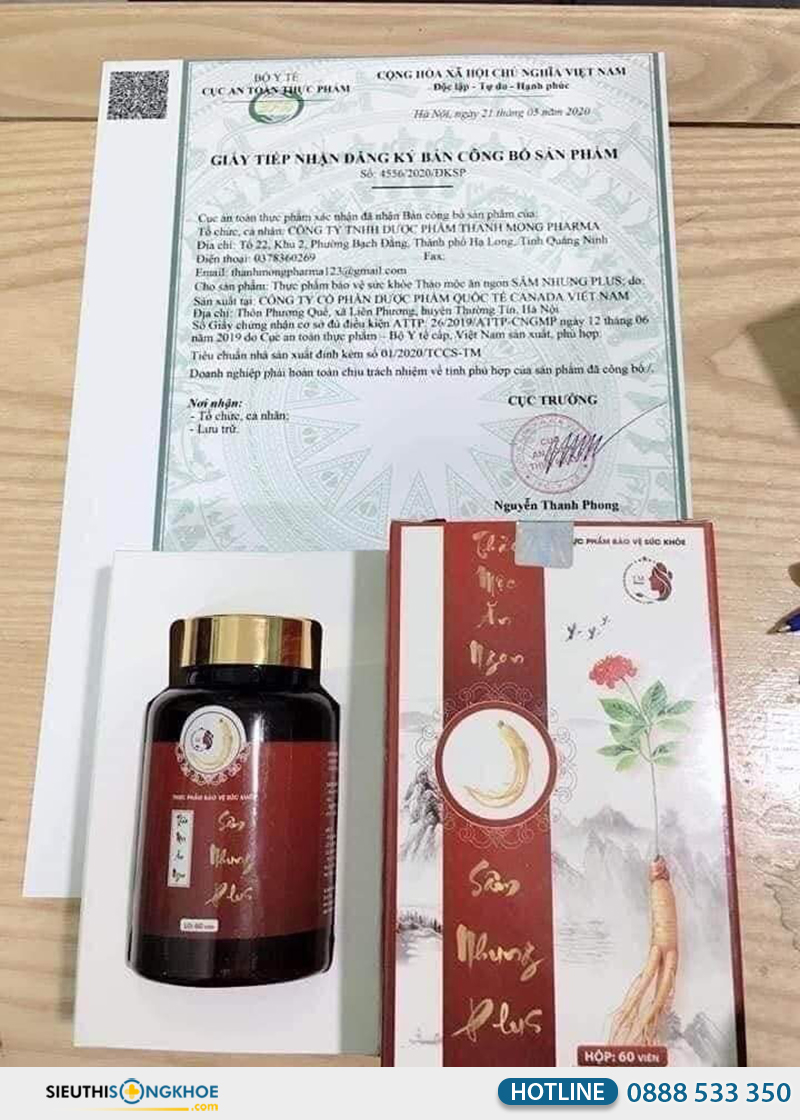 BỘ Y TẾ
CỤC AN TOÀN THỰC PHẨM
CỘNG HÒA XÃ HỘI CHỦ NGHĨA VIỆT NAM
Độc lập - Tự do - Hạnh phúc
Hà Nội, ngày 21 tháng 05 năm 2020
GIẤY TIẾP NHẬN ĐĂNG KÝ BẢN CÔNG BỐ SẢN PHẨM
Số: 4556/2020/ĐKSP
Cục an toàn thực phẩm xác nhận đã nhận Bản công bố sản phẩm của:
Tổ chức, cá nhân: CÔNG TY TNHH DƯỢC PHẨM THANH MONG PHARMA
Địa chỉ: Tổ 22, Khu 2, Phường Bạch Đằng, Thành phố Hạ Long, Tỉnh Quảng Ninh
Điện thoại: 0378360269 Fax:
Email: thanhmongpharma123@gmail.com
Cho sản phẩm: Thực phẩm bảo vệ sức khỏe Thảo mộc ăn ngon SÂM NHUNG PLUS; do:
Sản xuất tại: CÔNG TY CỔ PHẦN DƯỢC PHẨM QUỐC TẾ CANADA VIỆT NAM
Địa chỉ: Thôn Phương Quế, xã Liên Phương, huyện Thường Tín, Hà Nội
Số Giấy chứng nhận cơ sở đủ điều kiện ATTP: 26/2019/ATTP-CNGMP ngày 12 tháng 06
năm 2019 do Cục an toàn thực phẩm – Bộ Y tế cấp, Việt Nam sản xuất, phù hợp:
Tiêu chuẩn nhà sản xuất đính kèm số 01/2020/TCCS-TM
Doanh nghiệp phải hoàn toàn chịu trách nhiệm về tính phù hợp của sản phẩm đã công bố./.
Nơi nhận:
- Tổ chức, cá nhân;
- Lưu trữ.
CỤC TRƯỞNG
CỤC
AN
Nguyễn Thanh Phong
THỰC PHẨM BẢO VỆ SỨC KHỎE
Thảo
Mộc
Ăn
Ngon
Sâm
Nhung
Plus
LỌ: 60 VIÊN
Thảo
Mộc
Ăn
Ngon
ỰC PHẨM BẢO VỆ SỨC KHỎE
T.M
Sâm
Nhung
Plus
HỘP: 60 VIÊN
SIEUTHISONGKHOE
.com
HOTLINE
0888 533 350